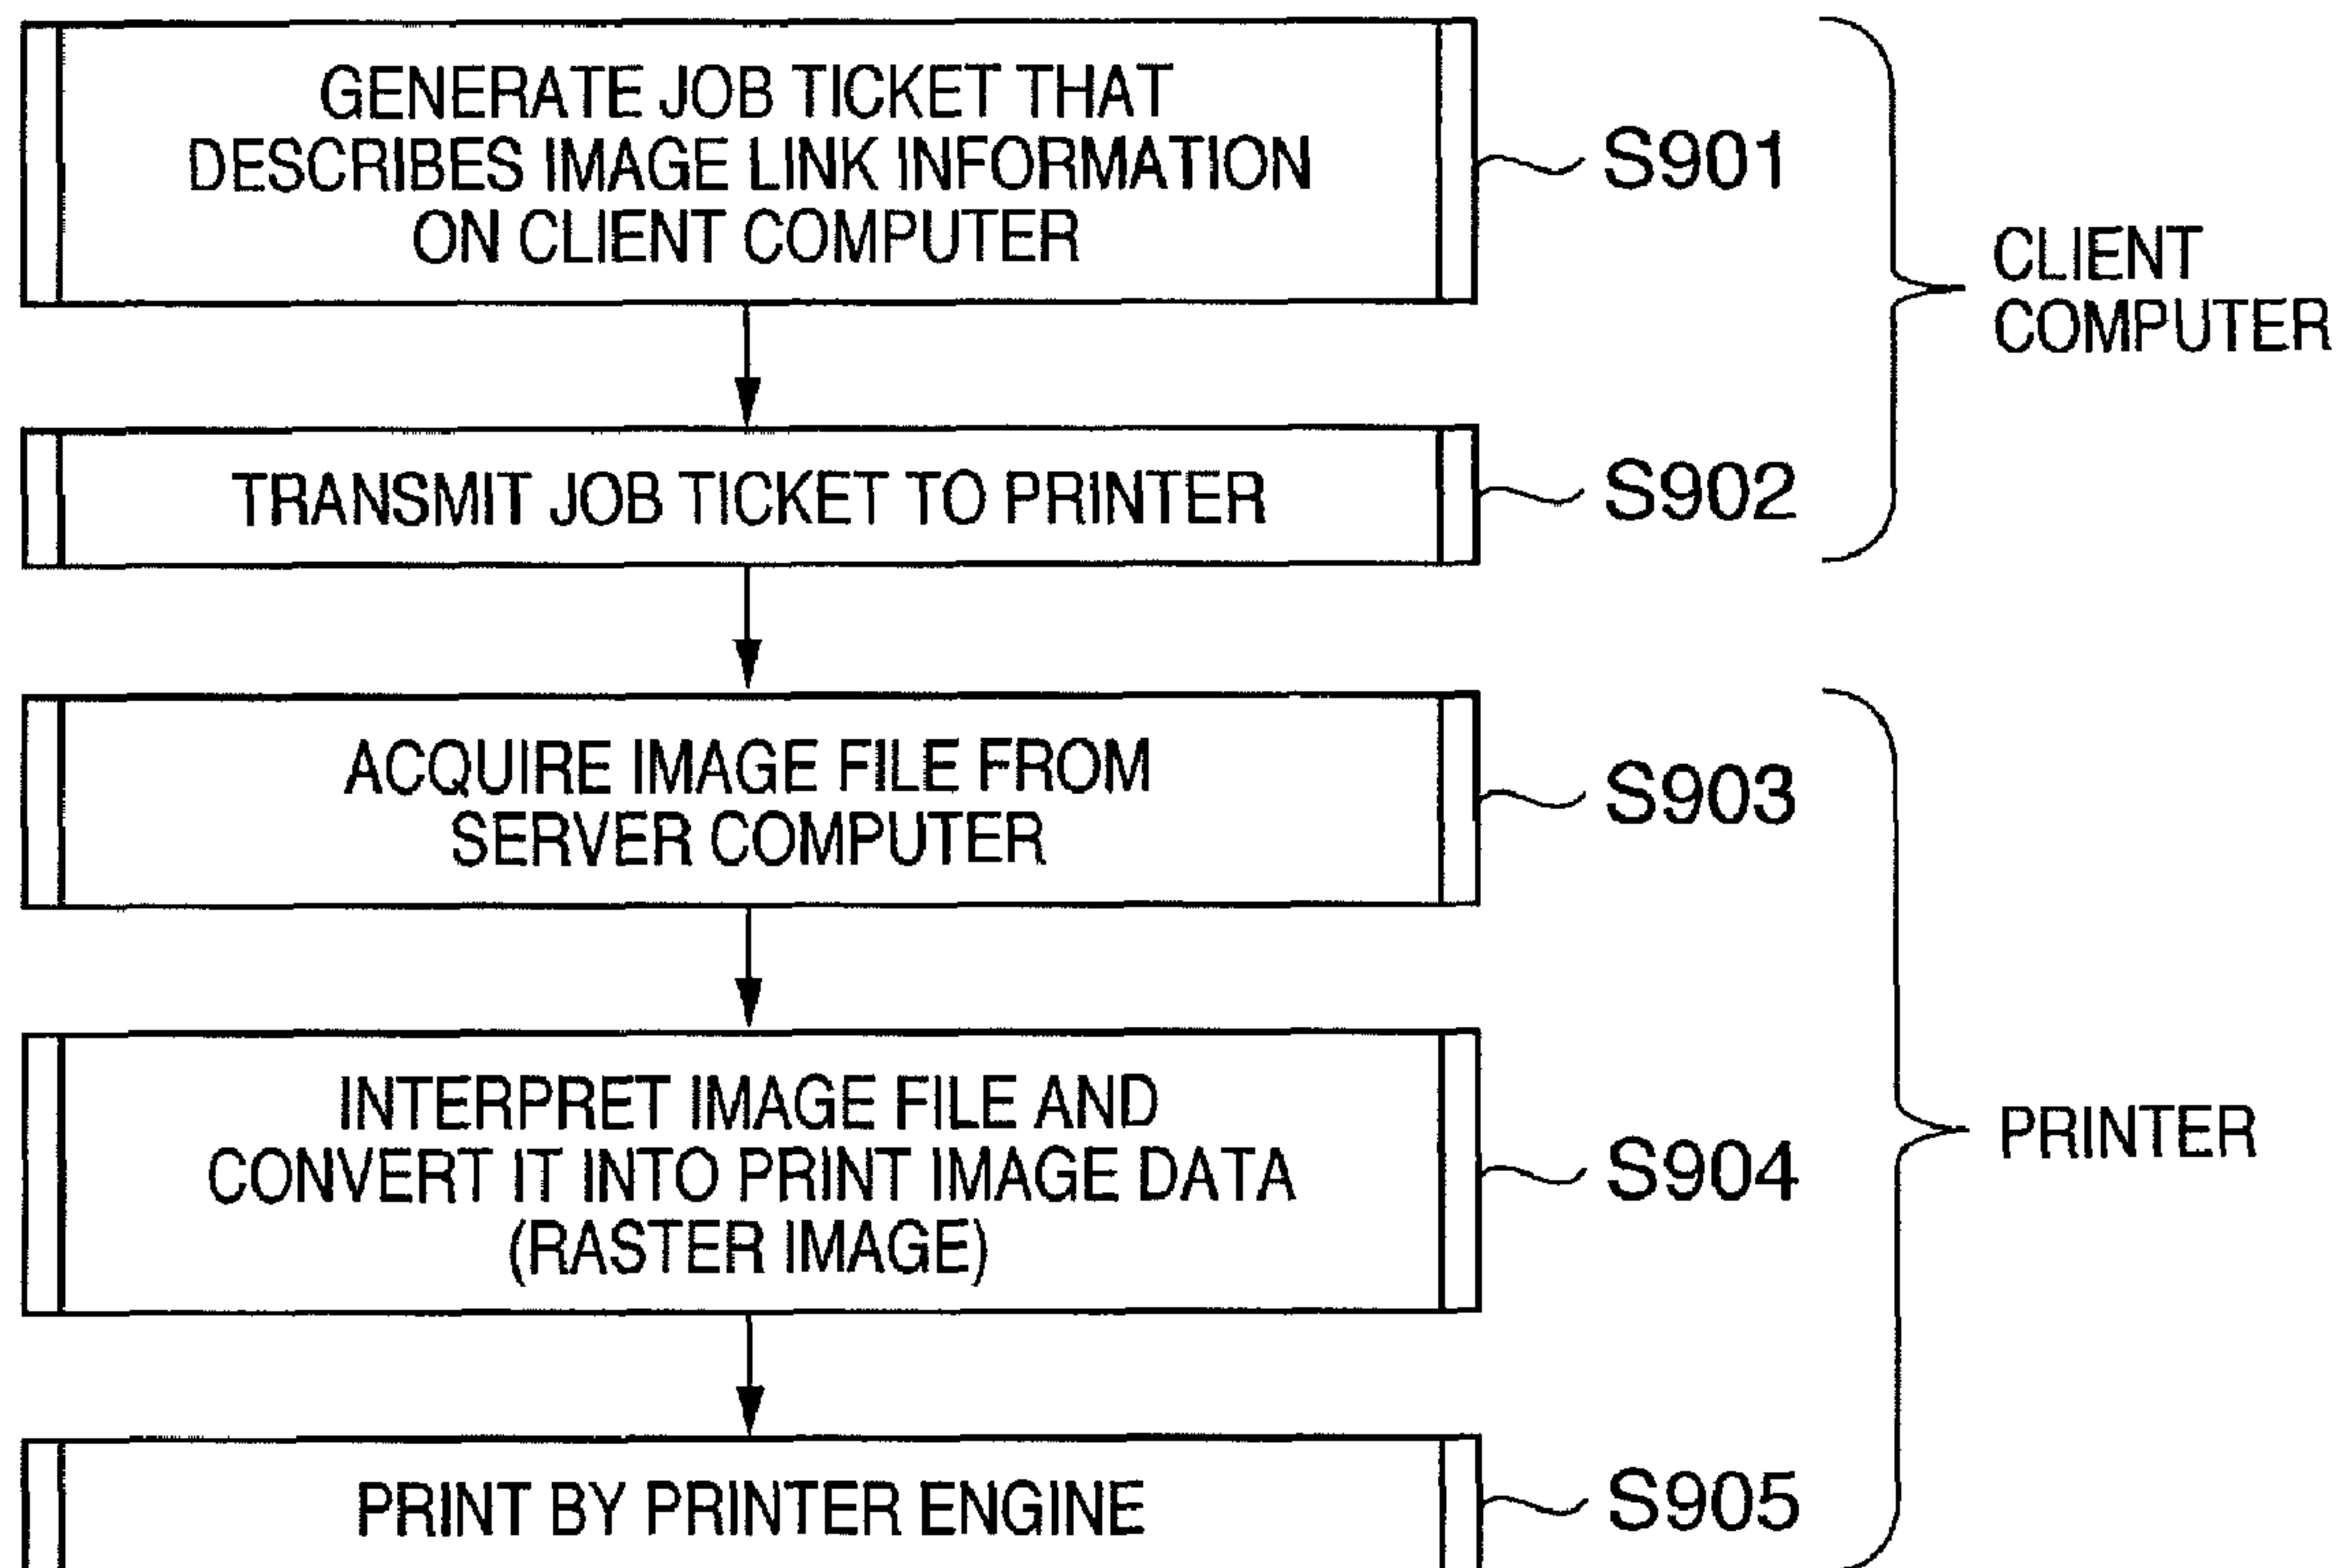 GENERATE JOB TICKET THAT
DESCRIBES IMAGE LINK INFORMATION
ON CLIENT COMPUTER
S901
CLIENT
COMPUTER
TRANSMIT JOB TICKET TO PRINTER
S902
ACQUIRE IMAGE FILE FROM
SERVER COMPUTER
S903
INTERPRET IMAGE FILE AND
CONVERT IT INTO PRINT IMAGE DATA
(RASTER IMAGE)
S904
PRINTER
PRINT BY PRINTER ENGINE
S905